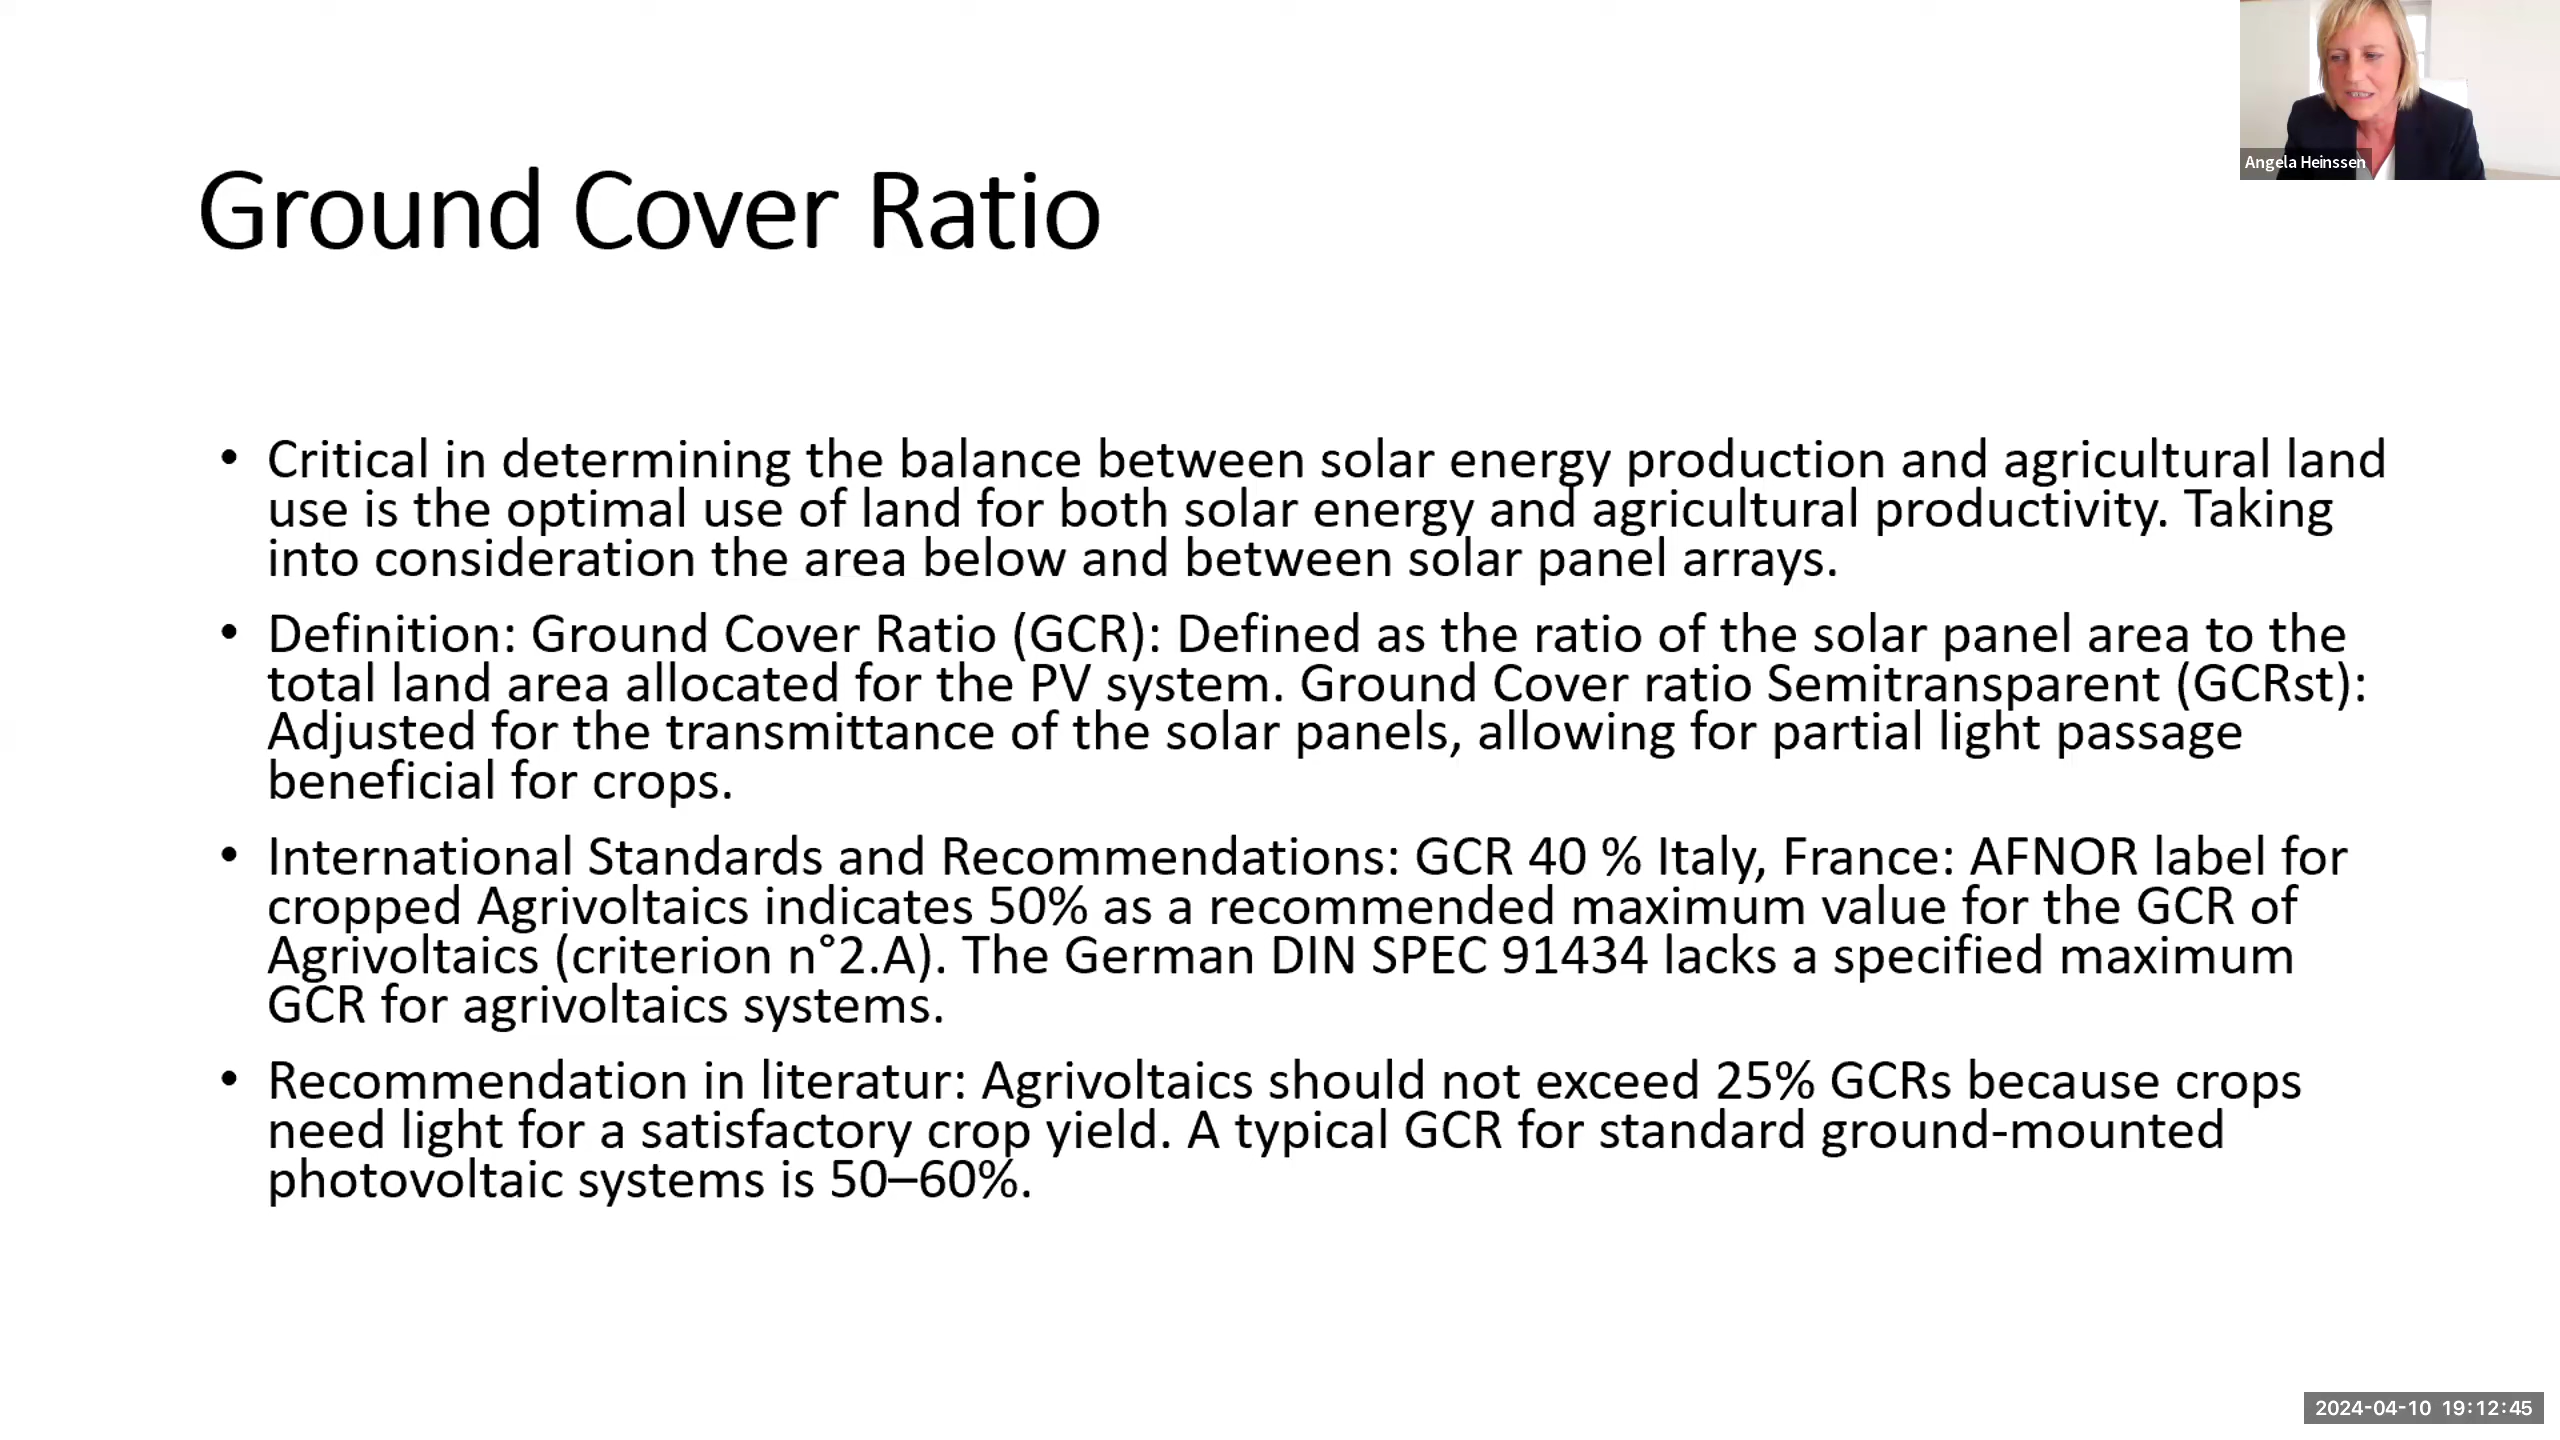 Angela Heinssen
Ground Cover Ratio
• Critical in determining the balance between solar energy production and agricultural land
use is the optimal use of land for both solar energy and agricultural productivity. Taking
into consideration the area below and between solar panel arrays.
• Definition: Ground Cover Ratio (GCR): Defined as the ratio of the solar panel area to the
total land area allocated for the PV system. Ground Cover ratio Semitransparent (GCRst):
Adjusted for the transmittance of the solar panels, allowing for partial light passage
beneficial for crops.
• International Standards and Recommendations: GCR 40 % Italy, France: AFNOR label for
cropped Agrivoltaics indicates 50% as a recommended maximum value for the GCR of
Agrivoltaics (criterion n°2.A). The German DIN SPEC 91434 lacks a specified maximum
GCR for agrivoltaics systems.
• Recommendation in literatur: Agrivoltaics should not exceed 25% GCRs because crops
need light for a satisfactory crop yield. A typical GCR for standard ground-mounted
photovoltaic systems is 50–60%.
2024-04-10 19:12:45